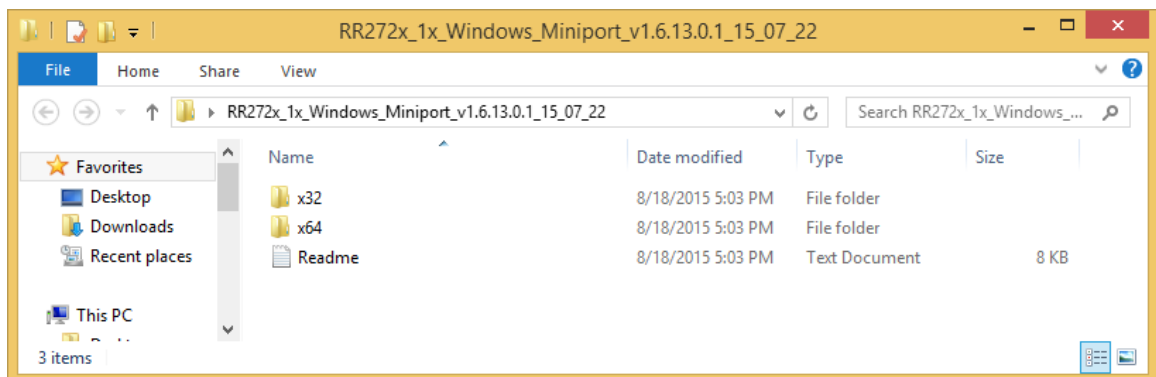 RR272x_1x_Windows_Miniport_v1.6.13.0.1_15_07_22
File Home Share View
RR272x_1x_Windows_Miniport_v1.6.13.0.1_15_07_22 Search RR272x_1x_Windows_...
Favorites
Desktop
Downloads
Recent places
This PC
Name Date modified Type Size
x32 8/18/2015 5:03 PM File folder
x64 8/18/2015 5:03 PM File folder
Readme 8/18/2015 5:03 PM Text Document 8 KB
3 items